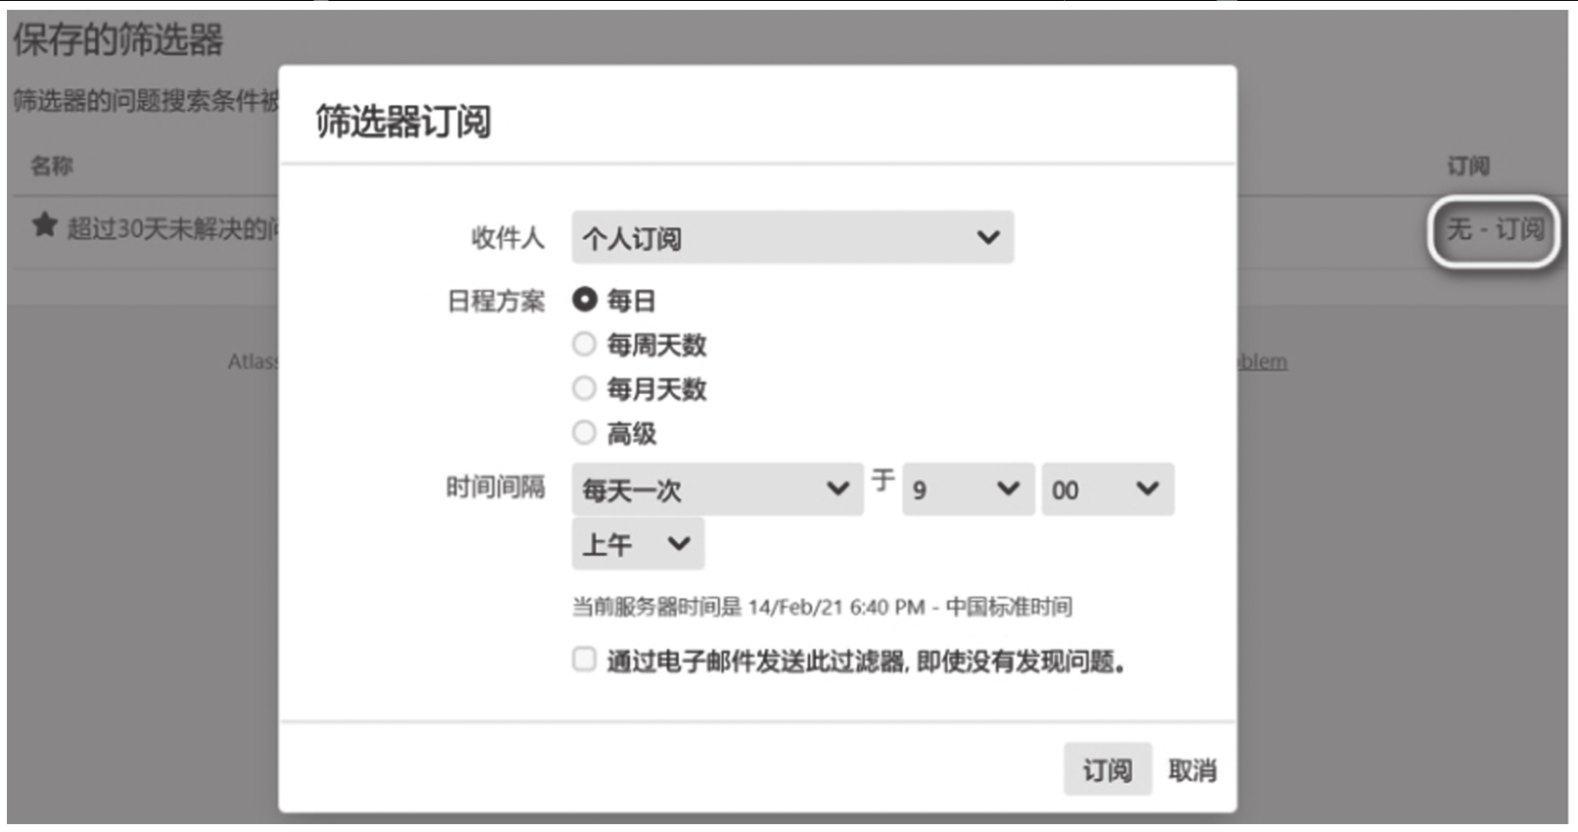 保存的筛选器
筛选器的问题搜索条件被
筛选器订阅
名称
订阅
超过30天未解决的问
无 - 订阅
收件人
个人订阅
日程方案
每日
每周天数
每月天数
高级
时间间隔
每天一次
于
9
00
上午
Atlass
oblem
当前服务器时间是 14/Feb/21 6:40 PM - 中国标准时间
通过电子邮件发送此过滤器, 即使没有发现问题。
订阅
取消